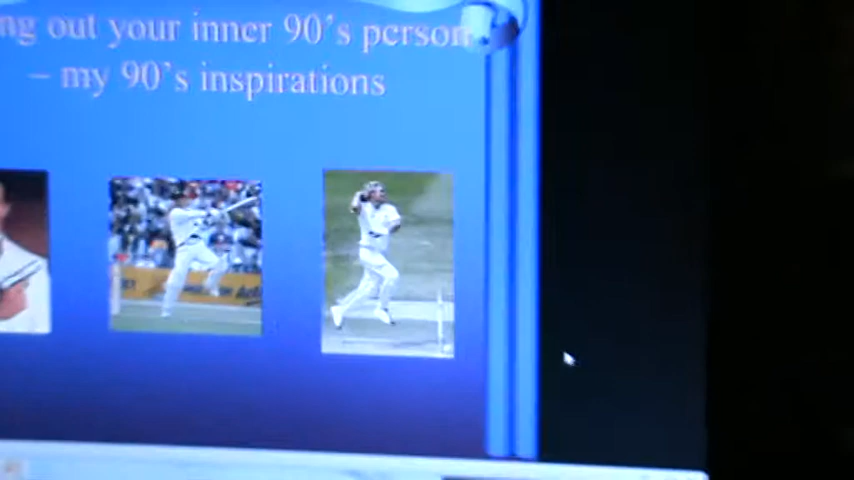 ng out your inner 90's person
– my 90's inspirations